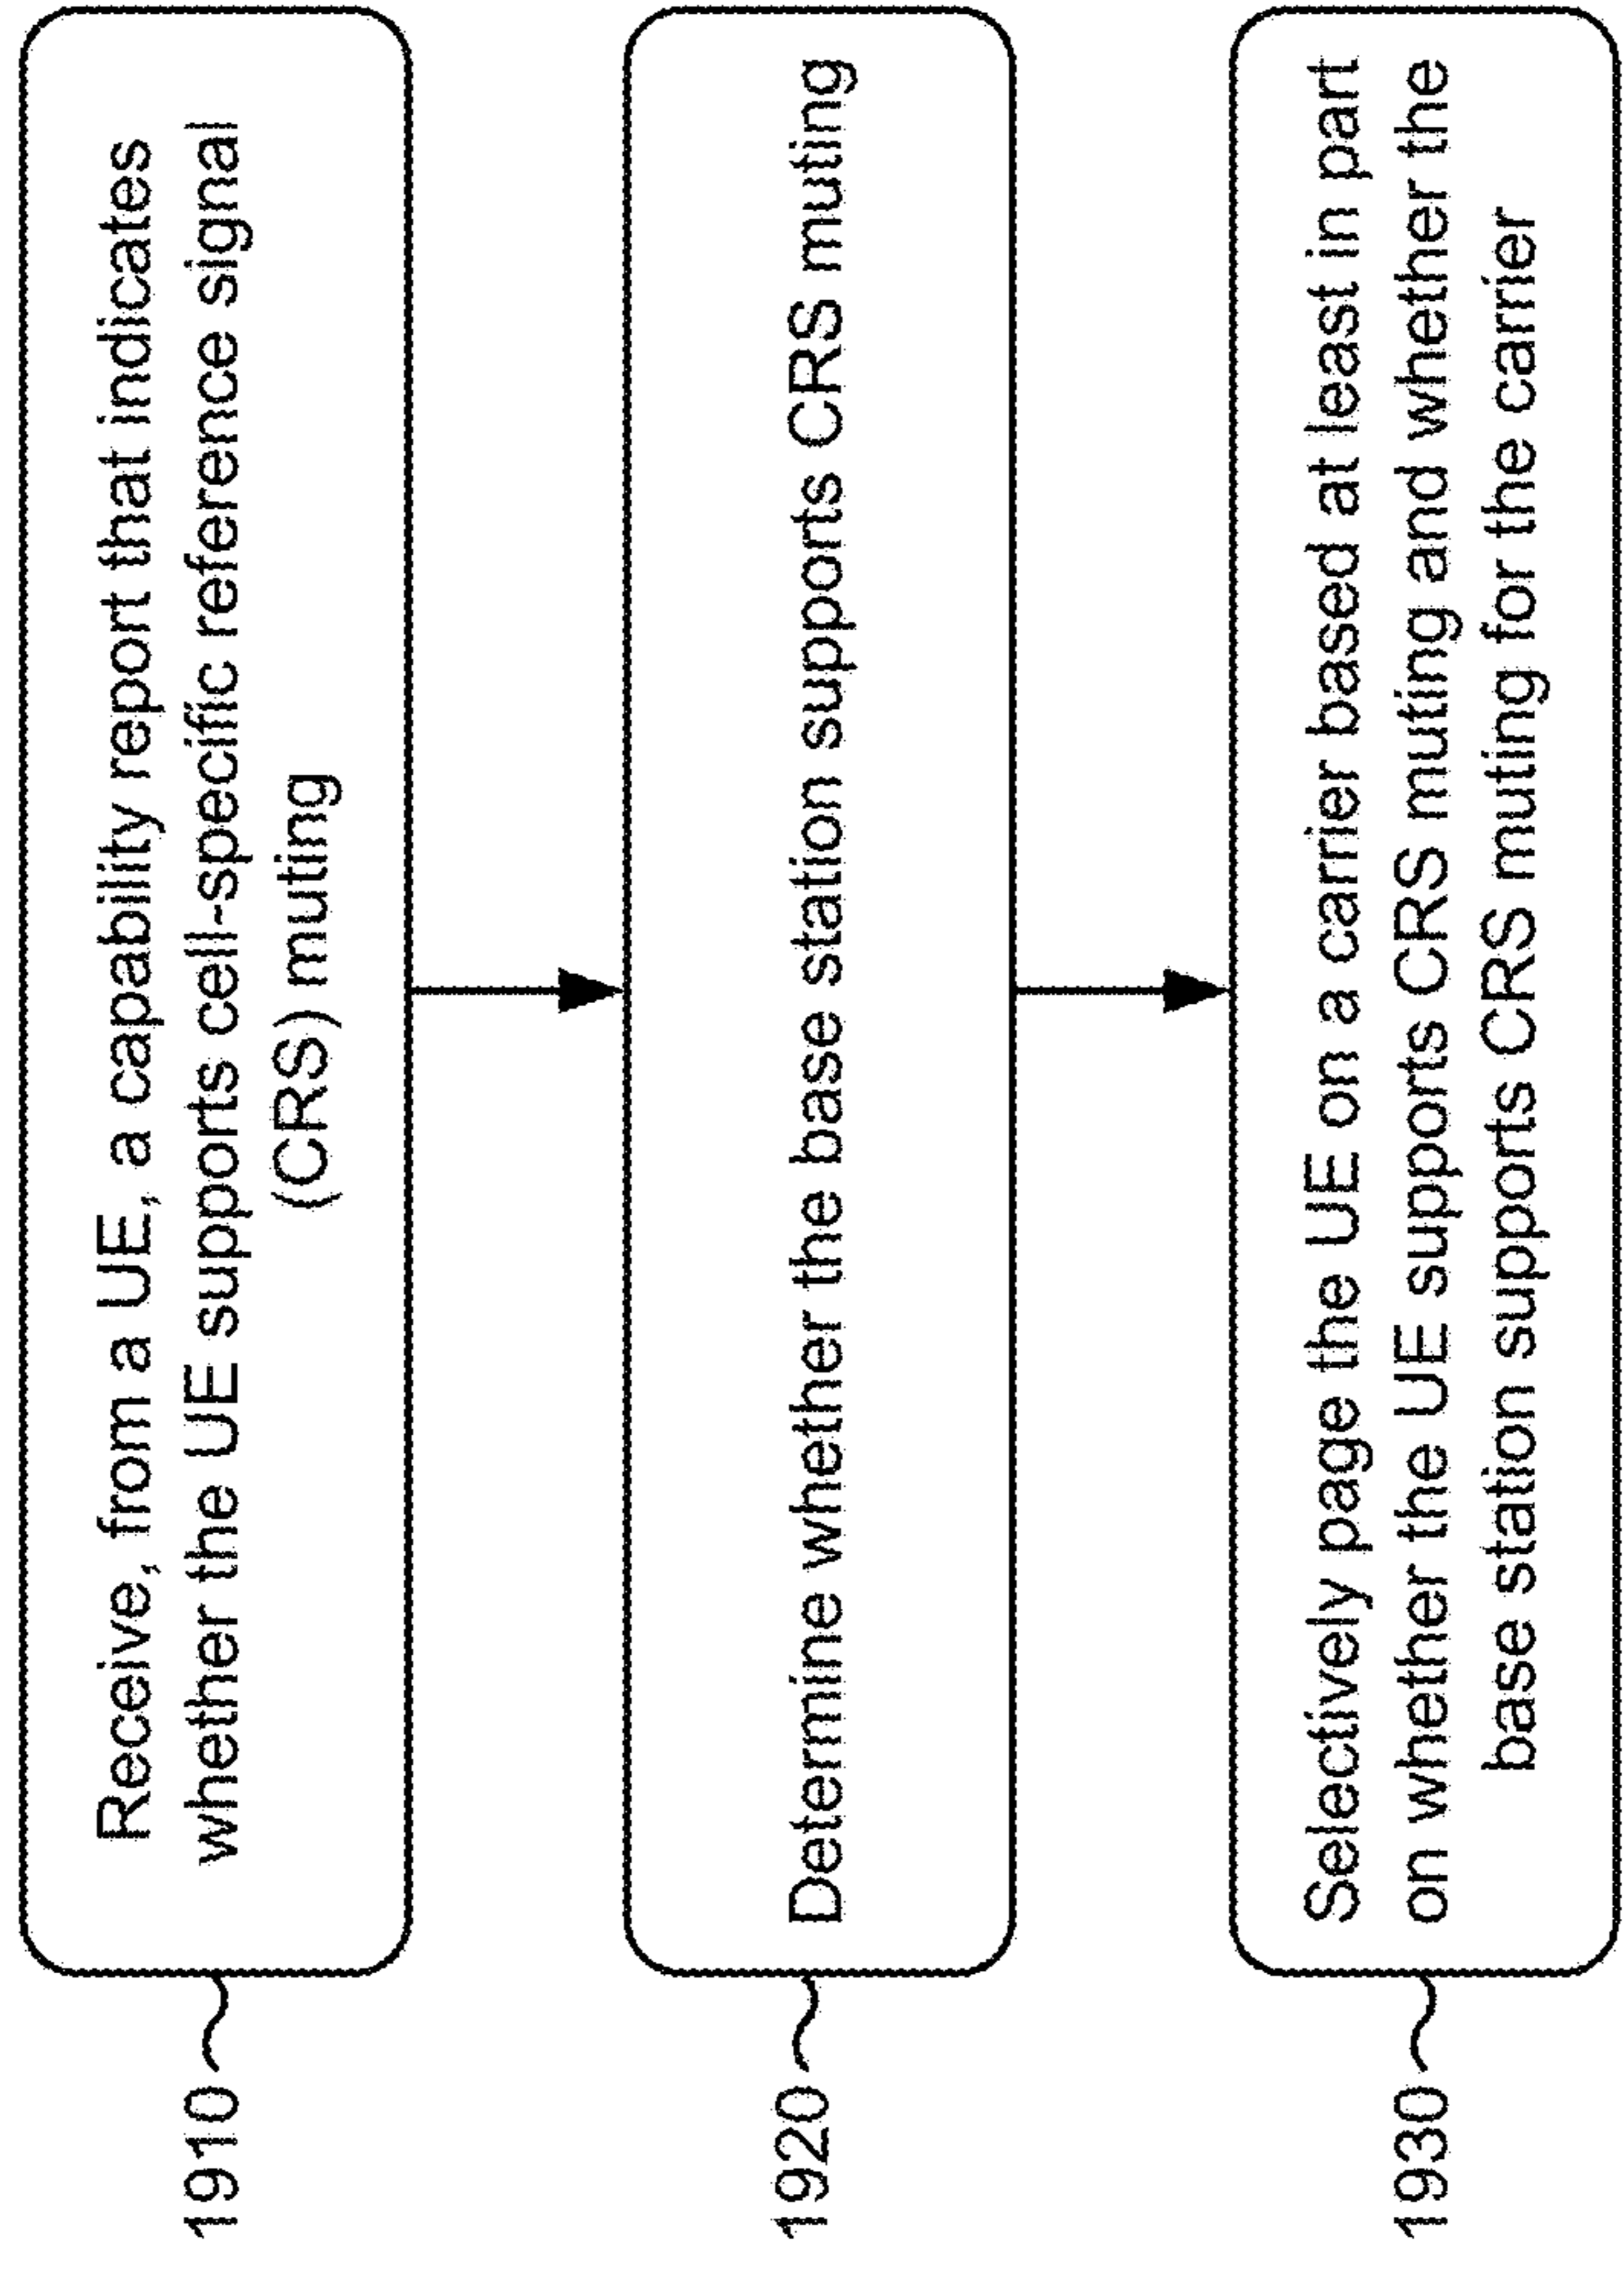 1910
Receive, from a UE, a capability report that indicates
whether the UE supports cell-specific reference signal
(CRS) muting
1920
Determine whether the base station supports CRS muting
1930
Selectively page the UE on a carrier based at least in part
on whether the UE supports CRS muting and whether the
base station supports CRS muting for the carrier